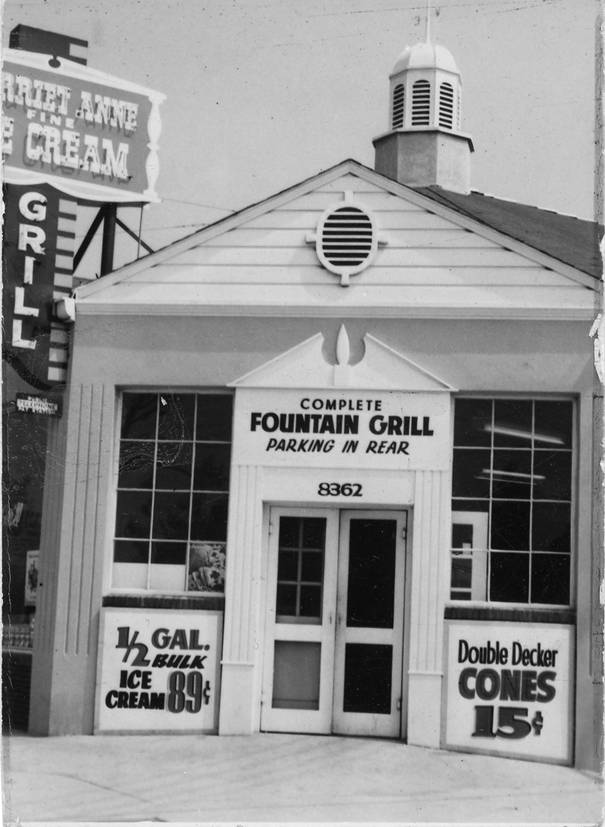 RRIET ANNE
FINE
E CREAM
GRILL
COMPLETE
FOUNTAIN GRILL
PARKING IN REAR
8362
1/2 GAL.
BULK
ICE
CREAM 89¢
Double Decker
CONES
15¢